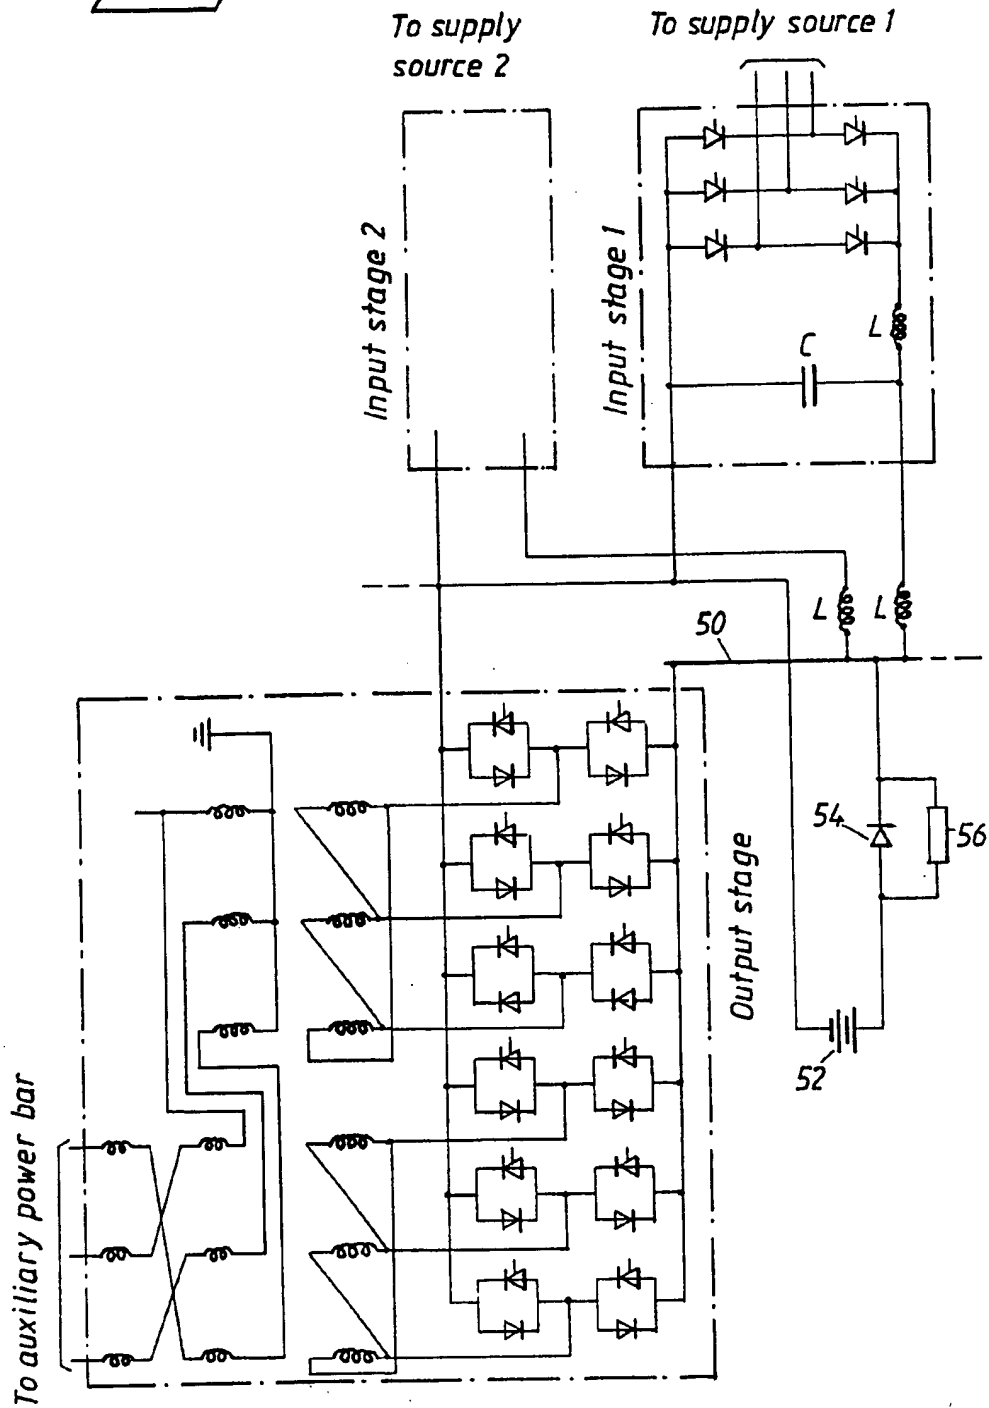 To supply
source 2
To supply source 1
Input stage 2
Input stage 1
L
C
L
L
50
54
56
Output stage
52
To auxiliary power bar